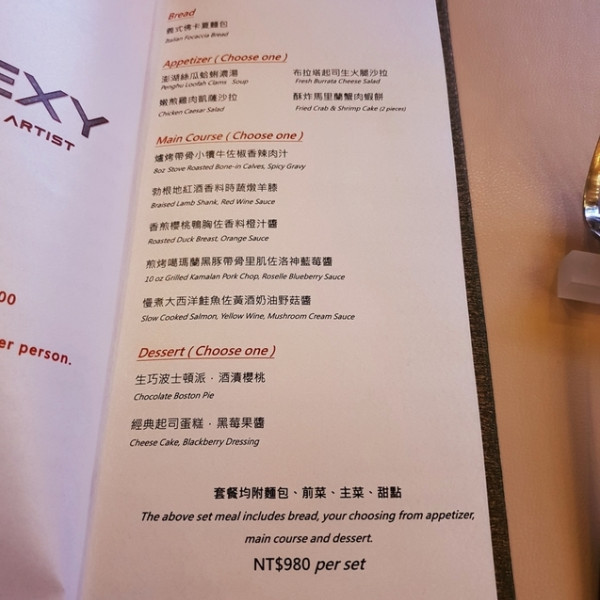 EXY
ARTIST
00
er person.
Bread
義式佛卡夏麵包
Italian Focaccia Bread
Appetizer ( Choose one )
澎湖絲瓜蛤蜊濃湯
Pengho Loofah Clams Soup
布拉塔起司生火腿沙拉
Fresh Burrata Cheese Salad
嫩煎雞肉凱薩沙拉
Chicken Caesar Salad
酥炸馬里蘭蟹肉蝦餅
Fried Crab & Shrimp Cake (2 pieces)
Main Course ( Choose one )
爐烤帶骨小犢牛佐椒香辣肉汁
8oz Stove Roasted Bone-in Calves, Spicy Gravy
勃根地紅酒香料時蔬燉羊膝
Braised Lamb Shank, Red Wine Sauce
香煎櫻桃鴨胸佐香料橙汁醬
Roasted Duck Breast, Orange Sauce
煎烤噶瑪蘭黑豚帶骨里肌佐洛神藍莓醬
10 oz Grilled Kamalan Pork Chop, Roselle Blueberry Sauce
慢煮大西洋鮭魚佐黃酒奶油野菇醬
Slow Cooked Salmon, Yellow Wine, Mushroom Cream Sauce
Dessert ( Choose one )
生巧波士頓派．酒漬櫻桃
Chocolate Boston Pie
經典起司蛋糕．黑莓果醬
Cheese Cake, Blackberry Dressing
套餐均附麵包、前菜、主菜、甜點
The above set meal includes bread, your choosing from appetizer,
main course and dessert.
NT$980 per set